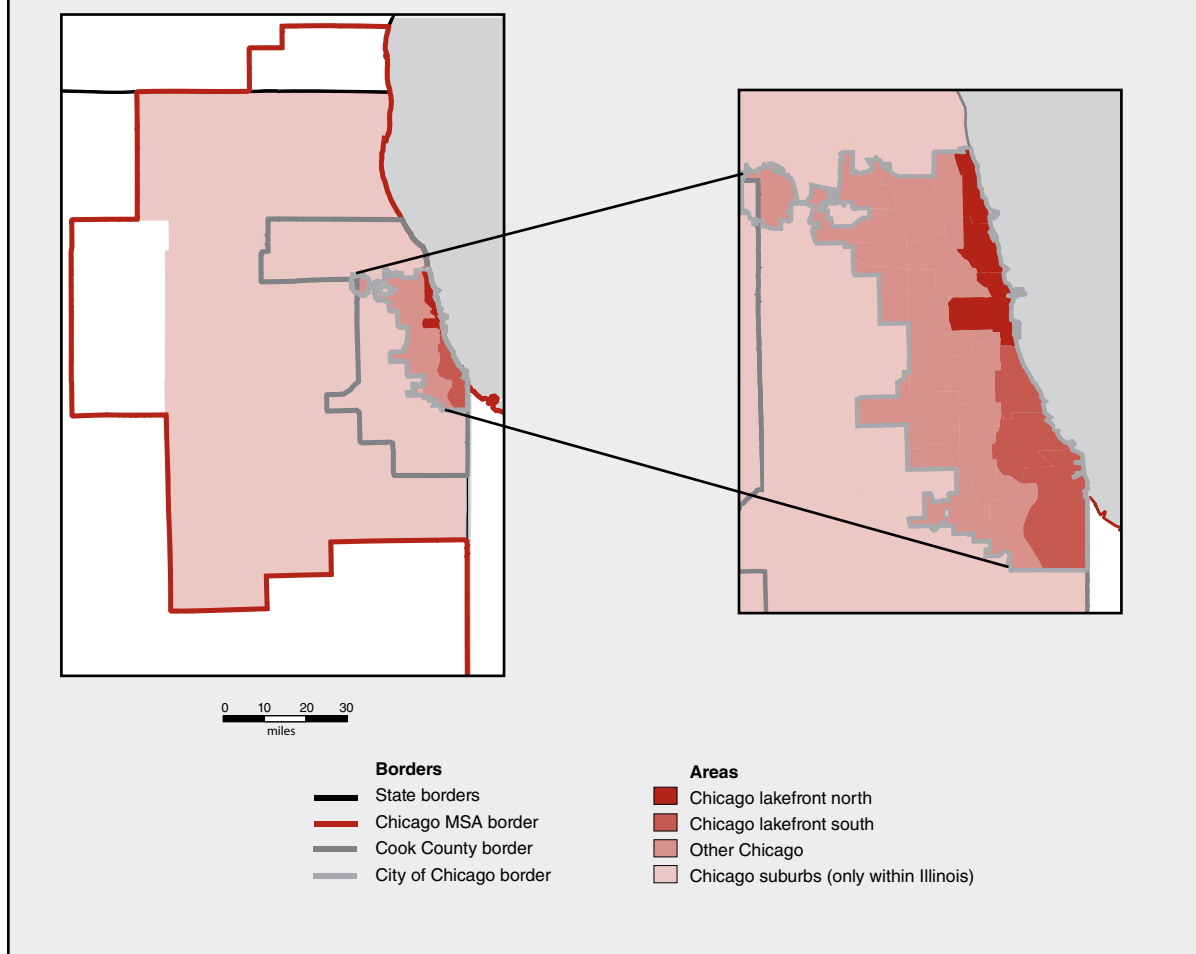 0 10 20 30
miles
Borders
State borders
Chicago MSA border
Cook County border
City of Chicago border
Areas
Chicago lakefront north
Chicago lakefront south
Other Chicago
Chicago suburbs (only within Illinois)